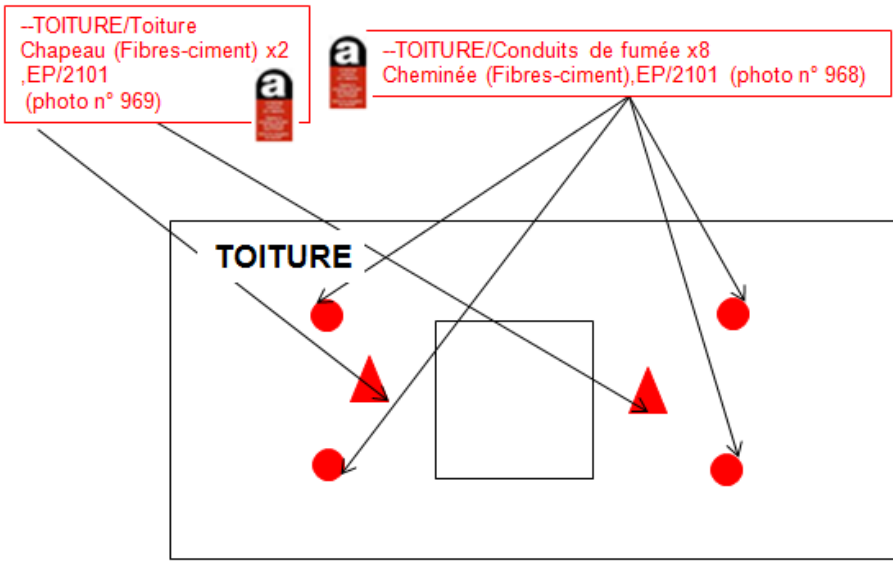 --TOITURE/Toiture
Chapeau (Fibres-ciment) x2
,EP/2101
(photo n° 969)
a
a
--TOITURE/Conduits de fumée x8
Cheminée (Fibres-ciment),EP/2101 (photo n° 968)
TOITURE